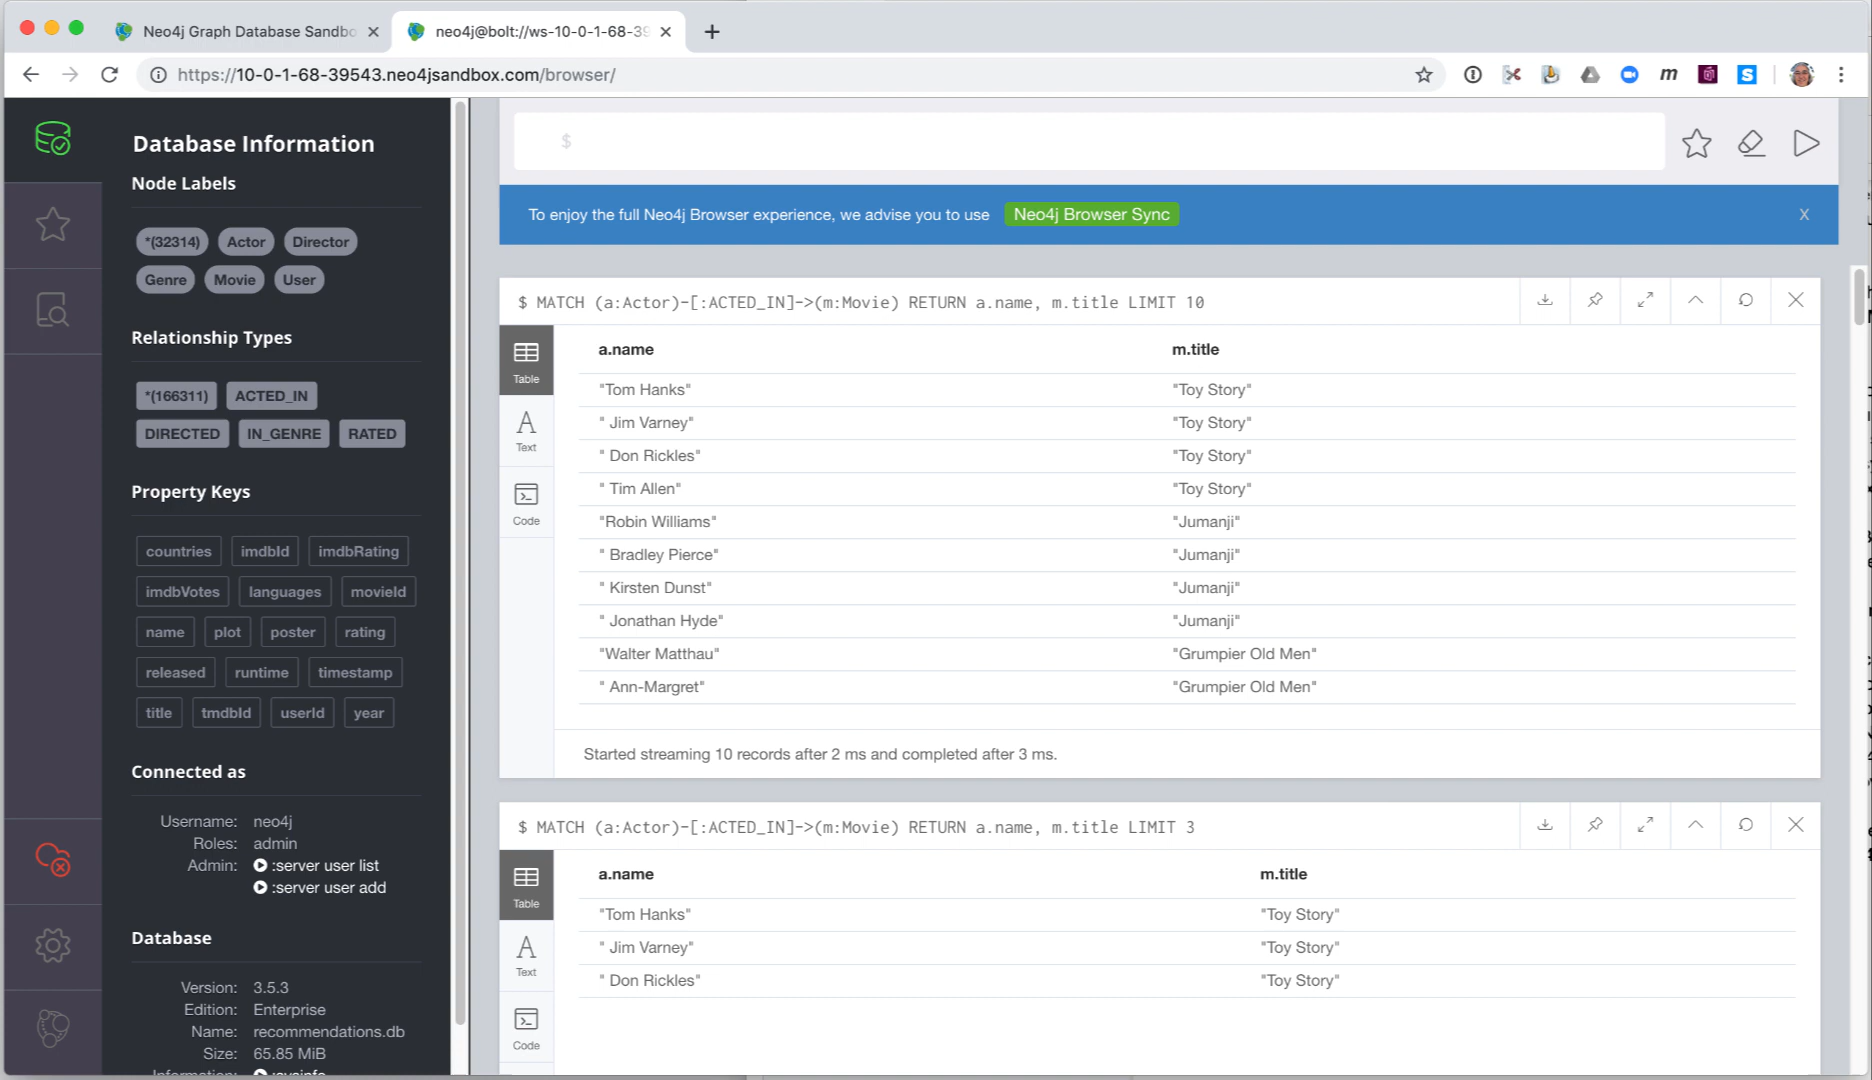 Neo4j Graph Database Sandbo
neo4j@bolt://ws-10-0-1-68-39
https://10-0-1-68-39543.neo4jsandbox.com/browser/
Database Information
Node Labels
*(32314) Actor Director
Genre Movie User
Relationship Types
*(166311) ACTED_IN
DIRECTED IN_GENRE RATED
Property Keys
countries imdbId imdbRating
imdbVotes languages movieId
name plot poster rating
released runtime timestamp
title tmdbId userId year
Connected as
Username: neo4j
Roles: admin
Admin: :server user list
:server user add
Database
Version: 3.5.3
Edition: Enterprise
Name: recommendations.db
Size: 65.85 MiB
Information: :sysinfo
$
To enjoy the full Neo4j Browser experience, we advise you to use Neo4j Browser Sync X
$ MATCH (a:Actor)-[:ACTED_IN]->(m:Movie) RETURN a.name, m.title LIMIT 10
Table
Text
Code
a.name m.title
"Tom Hanks" "Toy Story"
" Jim Varney" "Toy Story"
" Don Rickles" "Toy Story"
" Tim Allen" "Toy Story"
"Robin Williams" "Jumanji"
" Bradley Pierce" "Jumanji"
" Kirsten Dunst" "Jumanji"
" Jonathan Hyde" "Jumanji"
"Walter Matthau" "Grumpier Old Men"
" Ann-Margret" "Grumpier Old Men"
Started streaming 10 records after 2 ms and completed after 3 ms.
$ MATCH (a:Actor)-[:ACTED_IN]->(m:Movie) RETURN a.name, m.title LIMIT 3
Table
Text
Code
a.name m.title
"Tom Hanks" "Toy Story"
" Jim Varney" "Toy Story"
" Don Rickles" "Toy Story"